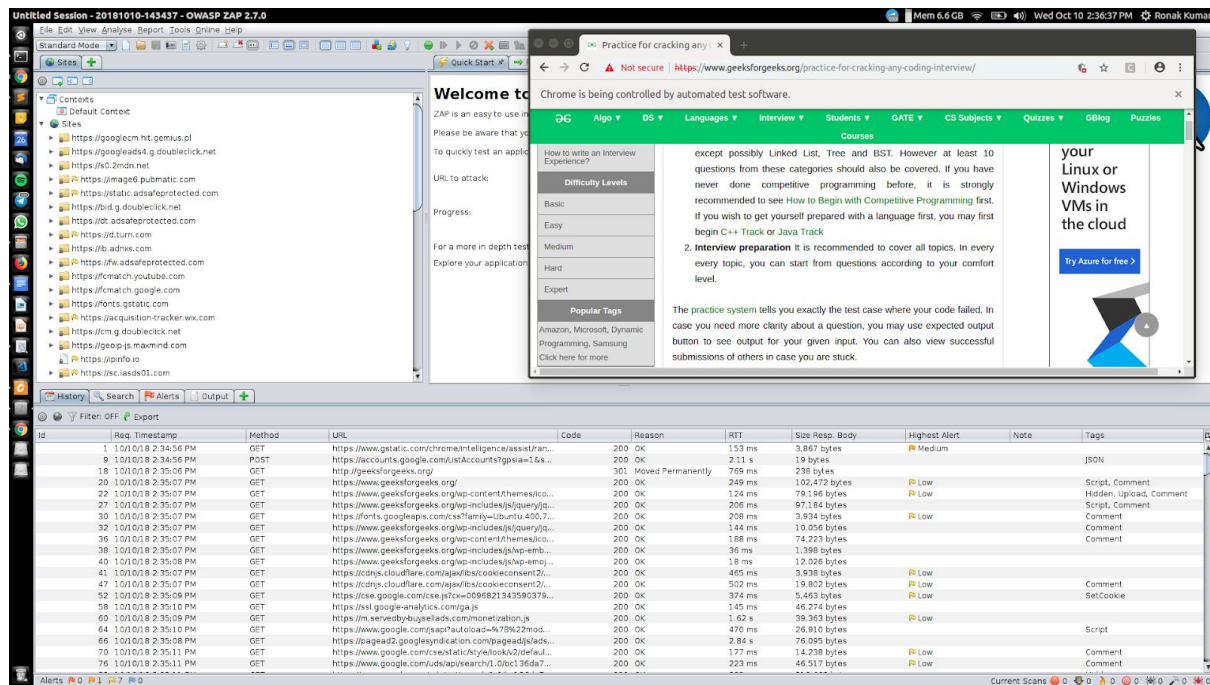 Untitled Session - 20181010-143437 - OWASP ZAP 2.7.0
Mem 6.6 GB
Wed Oct 10 2:36:37 PM
Ronak Kumar
File Edit View Analyse Report Tools Online Help
Standard Mode
Sites
Quick Start
Contexts
Default Context
Sites
https://googlecm.hit.gemius.pl
https://googleads4.g.doubleclick.net
https://s0.2mdn.net
https://image6.pubmatic.com
https://static.adsafeprotected.com
https://bid.g.doubleclick.net
https://dt.adsafeprotected.com
https://d.turn.com
https://ib.adnxs.com
https://fw.adsafeprotected.com
https://fcmatch.youtube.com
https://fcmatch.google.com
https://fonts.gstatic.com
https://acquisition-tracker.wix.com
https://cm.g.doubleclick.net
https://geoip-js.maxmind.com
https://ipinfo.io
https://sc.iasds01.com
Welcome to
ZAP is an easy to use in
Please be aware that yo
To quickly test an applic
URL to attack:
Progress:
For a more in depth test
Explore your application
Practice for cracking any
Not secure | https://www.geeksforgeeks.org/practice-for-cracking-any-coding-interview/
Chrome is being controlled by automated test software.
Algo DS Languages Interview Students GATE CS Subjects Quizzes GBlog Puzzles
Courses
How to write an Interview
Experience?
Difficulty Levels
Basic
Easy
Medium
Hard
Expert
Popular Tags
Amazon, Microsoft, Dynamic
Programming, Samsung
Click here for more
except possibly Linked List, Tree and BST. However at least 10
questions from these categories should also be covered. If you have
never done competitive programming before, it is strongly
recommended to see How to Begin with Competitive Programming first.
If you wish to get yourself prepared with a language first, you may first
begin C++ Track or Java Track
2. Interview preparation It is recommended to cover all topics. In every
every topic, you can start from questions according to your comfort
level.
The practice system tells you exactly the test case where your code failed. In
case you need more clarity about a question, you may use expected output
button to see output for your given input. You can also view successful
submissions of others in case you are stuck.
your
Linux or
Windows
VMs in
the cloud
Try Azure for free >
History Search Alerts Output
Filter: OFF Export
Id Req. Timestamp Method URL Code Reason RTT Size Resp. Body Highest Alert Note Tags
1 10/10/18 2:34:56 PM GET https://www.gstatic.com/chrome/intelligence/assist/ran... 200 OK 153 ms 3,867 bytes Medium
9 10/10/18 2:34:56 PM POST https://accounts.google.com/ListAccounts?gpsia=1&s... 200 OK 2.11 s 19 bytes JSON
18 10/10/18 2:35:06 PM GET http://geeksforgeeks.org/ 301 Moved Permanently 769 ms 238 bytes
20 10/10/18 2:35:07 PM GET https://www.geeksforgeeks.org/ 200 OK 249 ms 102,472 bytes Low Script, Comment
22 10/10/18 2:35:07 PM GET https://www.geeksforgeeks.org/wp-content/themes/ico... 200 OK 124 ms 79,196 bytes Low Hidden, Upload, Comment
27 10/10/18 2:35:07 PM GET https://www.geeksforgeeks.org/wp-includes/js/jquery/jq... 200 OK 206 ms 97,184 bytes Script, Comment
30 10/10/18 2:35:07 PM GET https://fonts.googleapis.com/css?family=Ubuntu:400,7... 200 OK 208 ms 3,934 bytes Low Comment
32 10/10/18 2:35:07 PM GET https://www.geeksforgeeks.org/wp-includes/js/jquery/jq... 200 OK 144 ms 10,056 bytes Comment
36 10/10/18 2:35:07 PM GET https://www.geeksforgeeks.org/wp-content/themes/ico... 200 OK 188 ms 74,223 bytes Comment
38 10/10/18 2:35:07 PM GET https://www.geeksforgeeks.org/wp-includes/js/wp-emb... 200 OK 36 ms 1,398 bytes
40 10/10/18 2:35:08 PM GET https://www.geeksforgeeks.org/wp-includes/js/wp-emoj... 200 OK 18 ms 12,026 bytes
41 10/10/18 2:35:07 PM GET https://cdnjs.cloudflare.com/ajax/libs/cookieconsent2/... 200 OK 465 ms 3,938 bytes Low
47 10/10/18 2:35:07 PM GET https://cdnjs.cloudflare.com/ajax/libs/cookieconsent2/... 200 OK 502 ms 19,802 bytes Low Comment
52 10/10/18 2:35:09 PM GET https://cse.google.com/cse.js?cx=0096821343590379... 200 OK 374 ms 5,463 bytes Low SetCookie
58 10/10/18 2:35:10 PM GET https://ssl.google-analytics.com/ga.js 200 OK 145 ms 46,274 bytes
60 10/10/18 2:35:09 PM GET https://m.servedby-buysellads.com/monetization.js 200 OK 1.62 s 39,363 bytes Low
64 10/10/18 2:35:10 PM GET https://www.google.com/jsapi?autoload=%7B%22mod... 200 OK 470 ms 26,910 bytes Script
66 10/10/18 2:35:08 PM GET https://pagead2.googlesyndication.com/pagead/js/ads... 200 OK 2.84 s 76,095 bytes
70 10/10/18 2:35:11 PM GET https://www.google.com/cse/static/style/look/v2/defaul... 200 OK 177 ms 14,238 bytes Low Comment
76 10/10/18 2:35:11 PM GET https://www.google.com/uds/api/search/1.0/bc136da7... 200 OK 223 ms 46,517 bytes Low Comment
Alerts 0 1 7 0
Current Scans 0 0 0 0 0 0 0